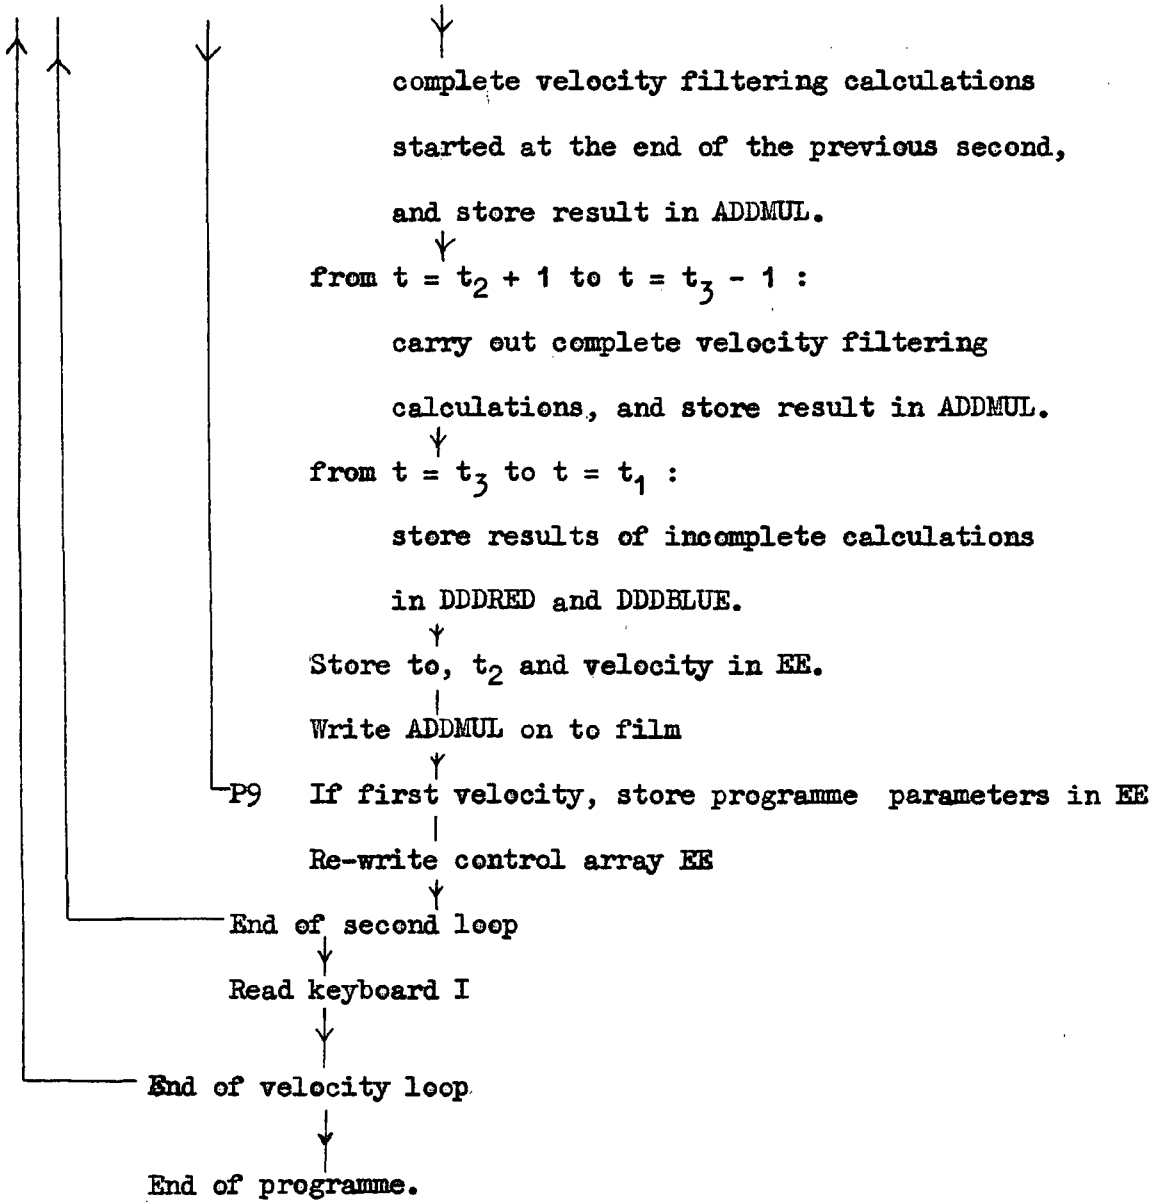 complete velocity filtering calculations
started at the end of the previous second,
and store result in ADDMUL.
from t = t₂ + 1 to t = t₃ - 1 :
carry out complete velocity filtering
calculations, and store result in ADDMUL.
from t = t₃ to t = t₁ :
store results of incomplete calculations
in DDDRED and DDDBLUE.
Store to, t₂ and velocity in EE.
Write ADDMUL on to film
P9 If first velocity, store programme parameters in EE
Re-write control array EE
End of second loop
Read keyboard I
End of velocity loop
End of programme.